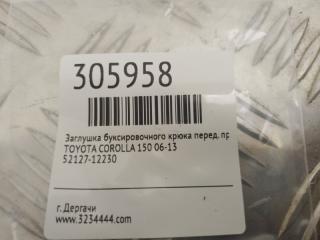 305958
Заглушка буксировочного крюка перед, пр
TOYOTA COROLLA 150 06-13
52127-12230
г. Дергачи
www.3234444.com